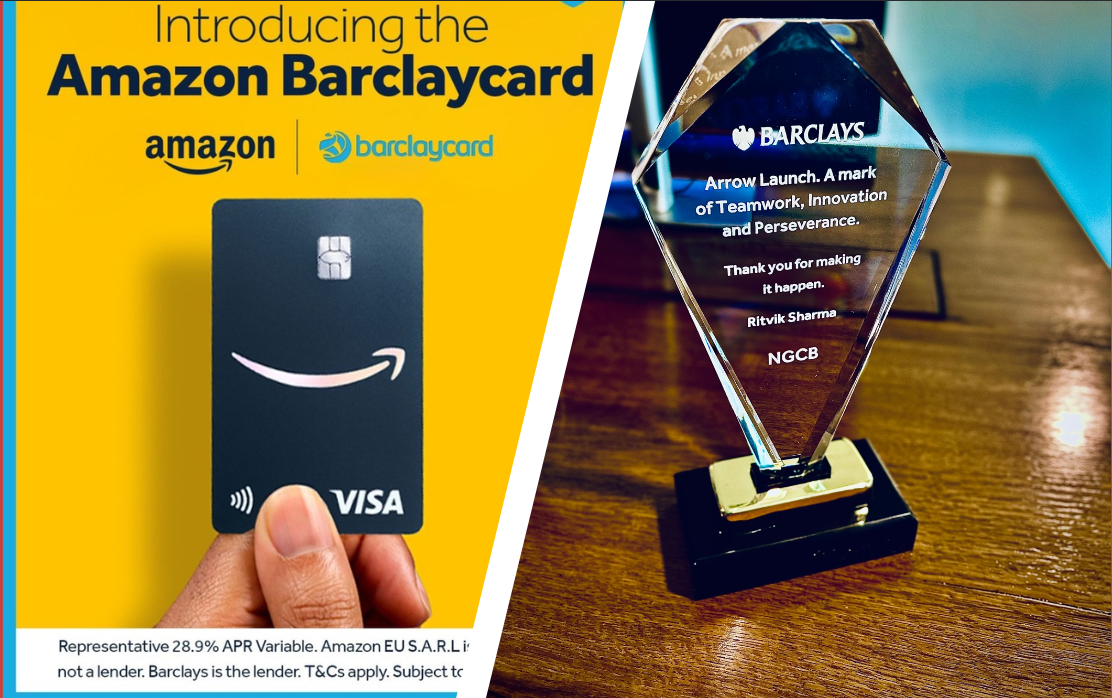 Introducing the
Amazon Barclaycard
amazon
barclaycard
VISA
Representative 28.9% APR Variable. Amazon EU S.A.R.L
not a lender. Barclays is the lender. T&Cs apply. Subject to
BARCLAYS
Arrow Launch. A mark
of Teamwork, Innovation
and Perseverance.
Thank you for making
it happen.
Ritvik Sharma
NGCB